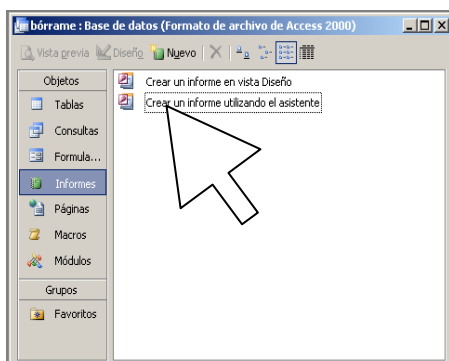 bórrame : Base de datos (Formato de archivo de Access 2000)
Vista previa Diseño Nuevo
Objetos
Tablas
Consultas
Formula...
Informes
Páginas
Macros
Módulos
Grupos
Favoritos
Crear un informe en vista Diseño
Crear un informe utilizando el asistente